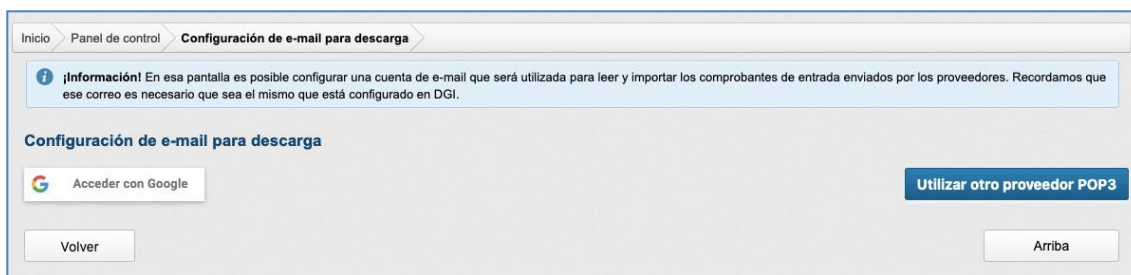 Inicio Panel de control Configuración de e-mail para descarga
¡Información! En esa pantalla es posible configurar una cuenta de e-mail que será utilizada para leer y importar los comprobantes de entrada enviados por los proveedores. Recordamos que
ese correo es necesario que sea el mismo que está configurado en DGI.
Configuración de e-mail para descarga
Acceder con Google Utilizar otro proveedor POP3
Volver Arriba